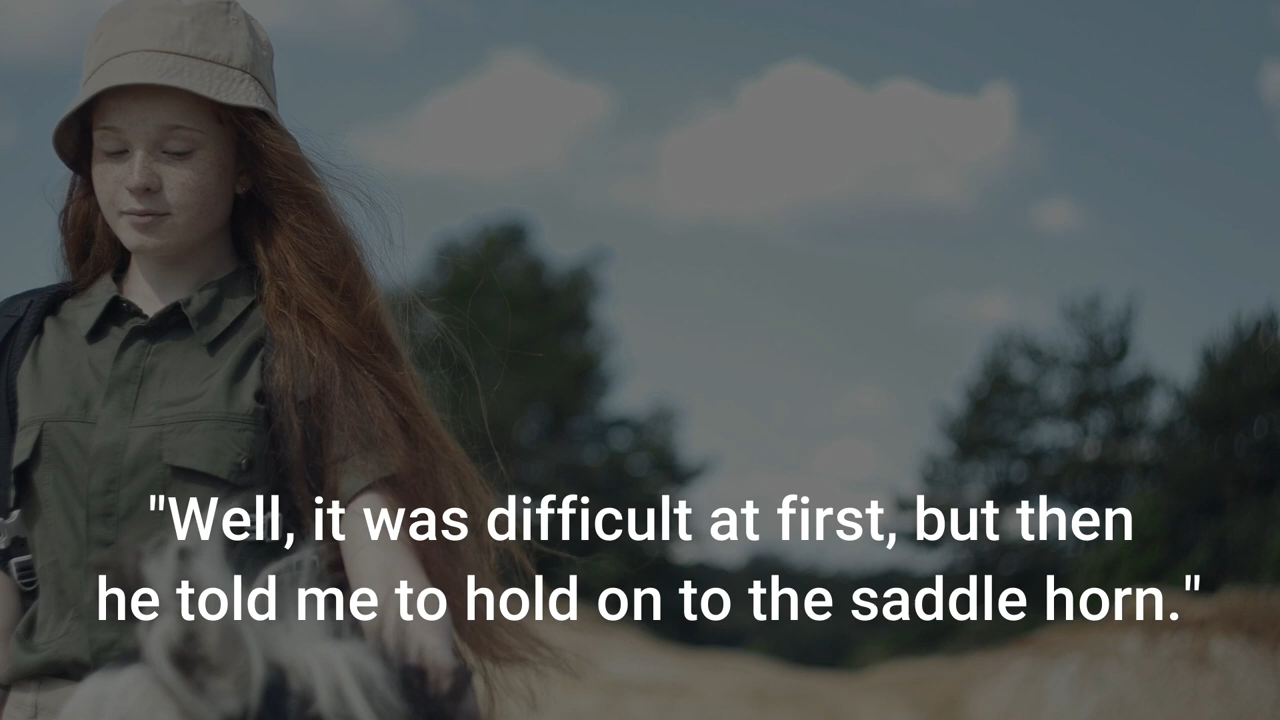 "Well, it was difficult at first, but then
he told me to hold on to the saddle horn."